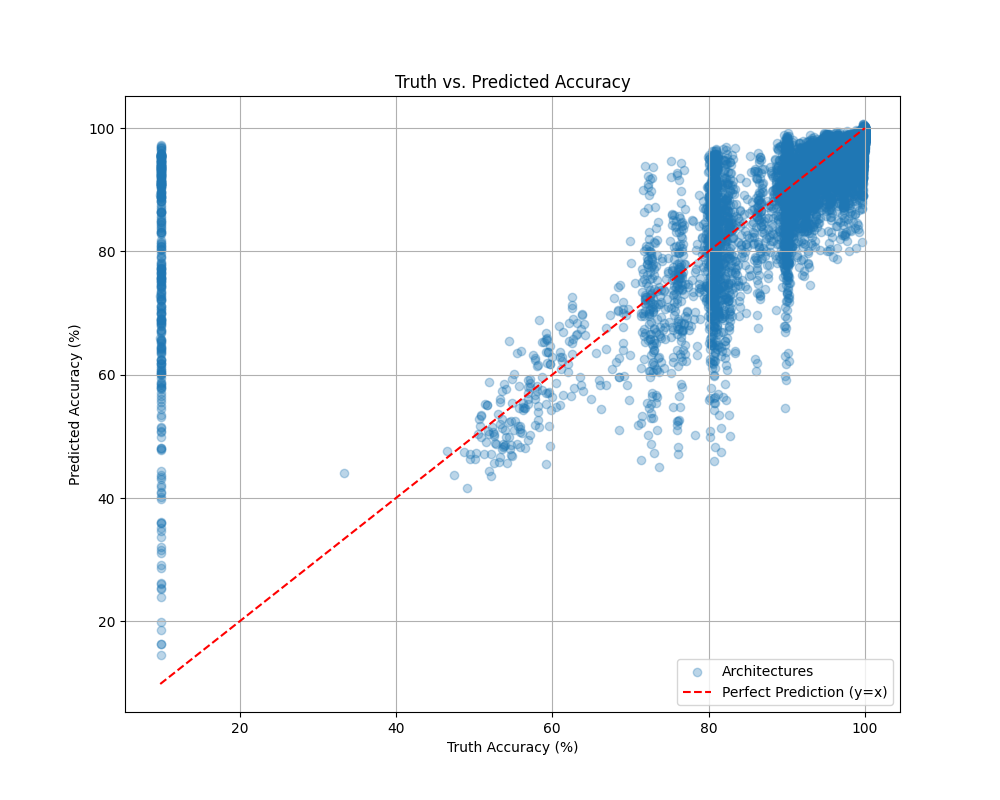 Truth vs. Predicted Accuracy
100
80
60
40
20
Predicted Accuracy (%)
20 40 60 80 100
Truth Accuracy (%)
Architectures
Perfect Prediction (y=x)